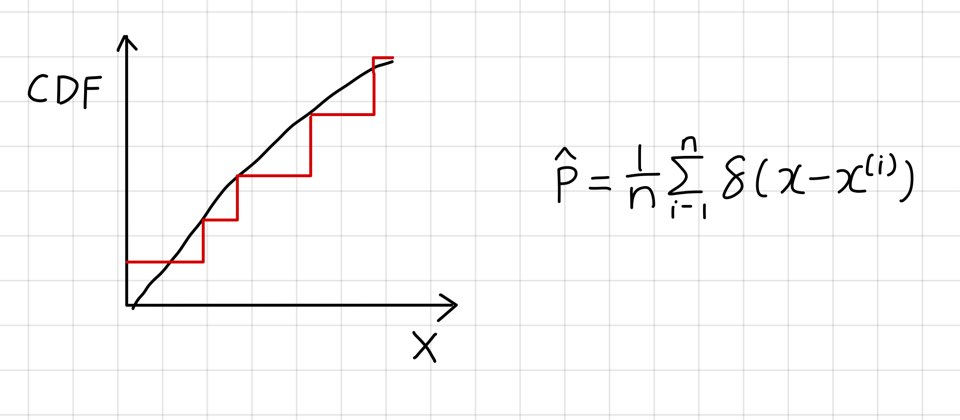 CDF
P̂ = 1/n Σ_{i-1}^{n} δ(x-x^{(i)})
X